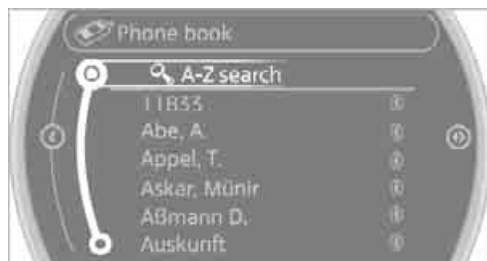 Phone book
A-Z search
11833
Abe, A.
Appel, T.
Askar, Münir
Aßmann D.
Auskunft